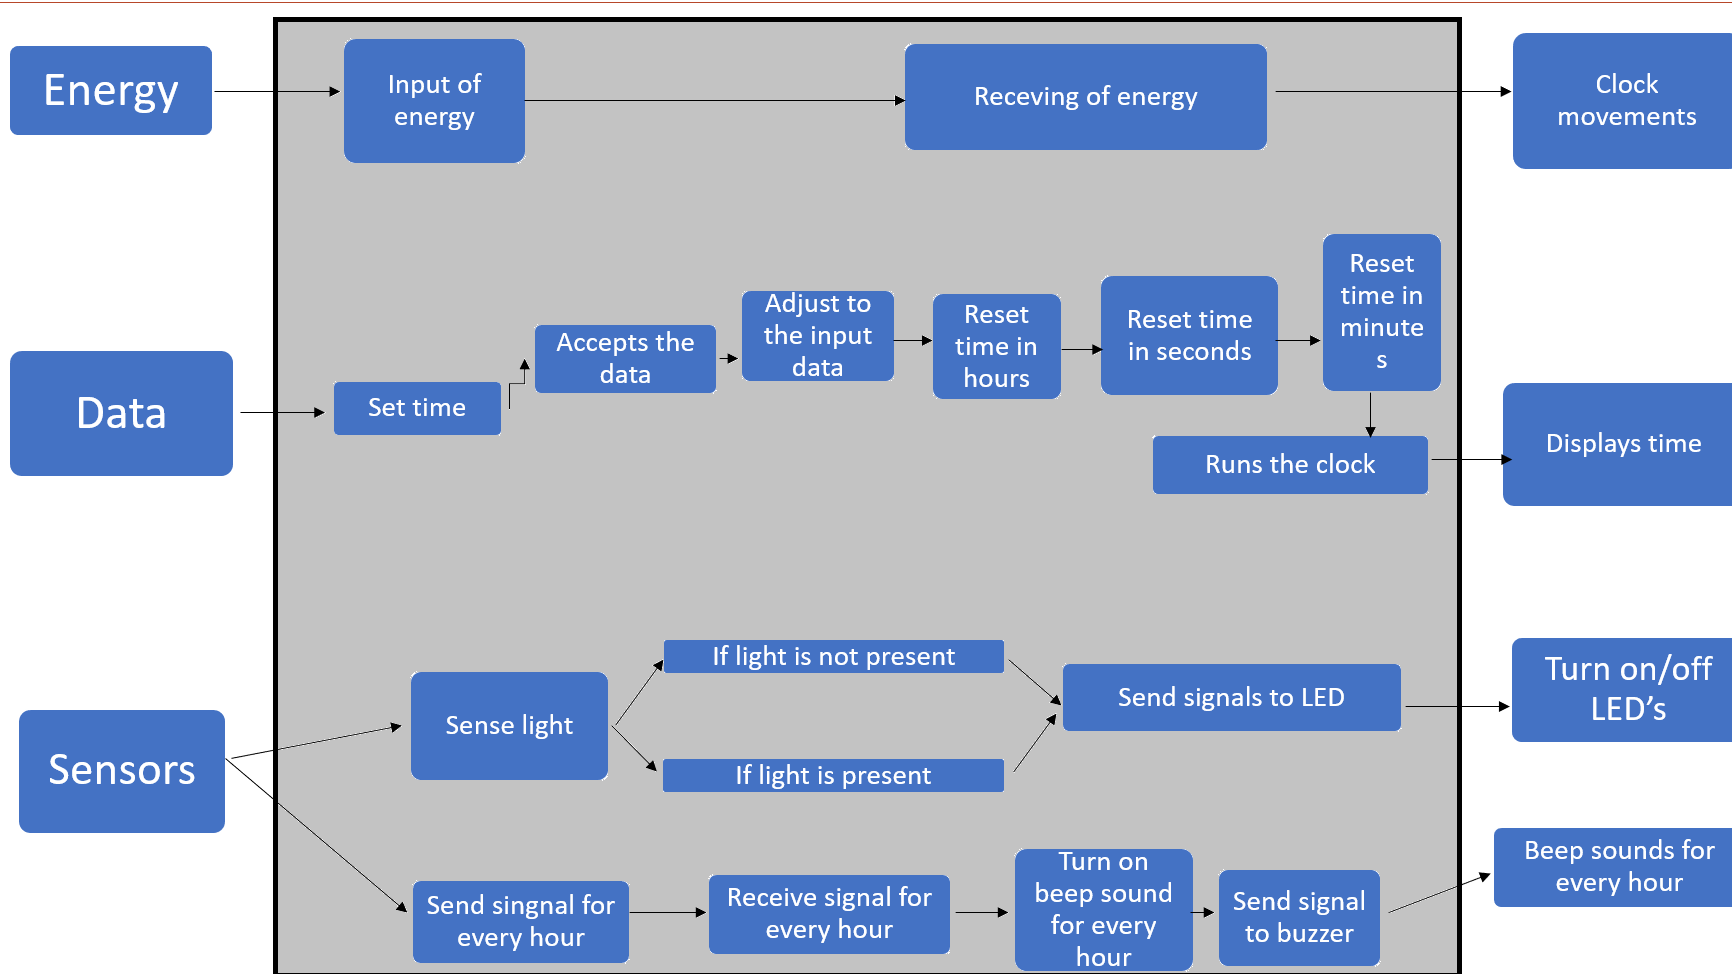 Energy
Input of
energy
Receving of energy
Clock
movements
Data
Set time
Accepts the
data
Adjust to
the input
data
Reset
time in
hours
Reset time
in seconds
Reset
time in
minute
s
Runs the clock
Displays time
Sensors
Sense light
If light is not present
If light is present
Send signals to LED
Turn on/off
LED’s
Send singnal for
every hour
Receive signal for
every hour
Turn on
beep sound
for every
hour
Send signal
to buzzer
Beep sounds for
every hour